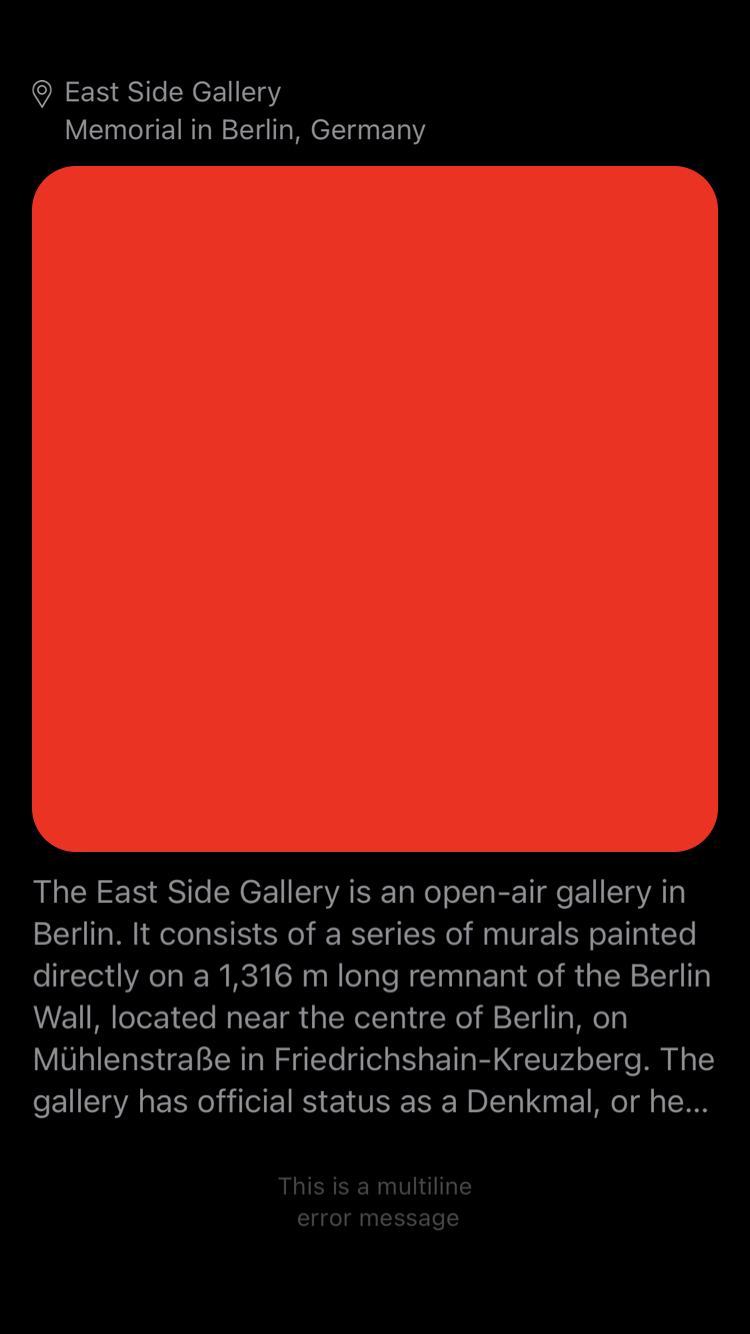 East Side Gallery
Memorial in Berlin, Germany
The East Side Gallery is an open-air gallery in
Berlin. It consists of a series of murals painted
directly on a 1,316 m long remnant of the Berlin
Wall, located near the centre of Berlin, on
Mühlenstraße in Friedrichshain-Kreuzberg. The
gallery has official status as a Denkmal, or he...
This is a multiline
error message